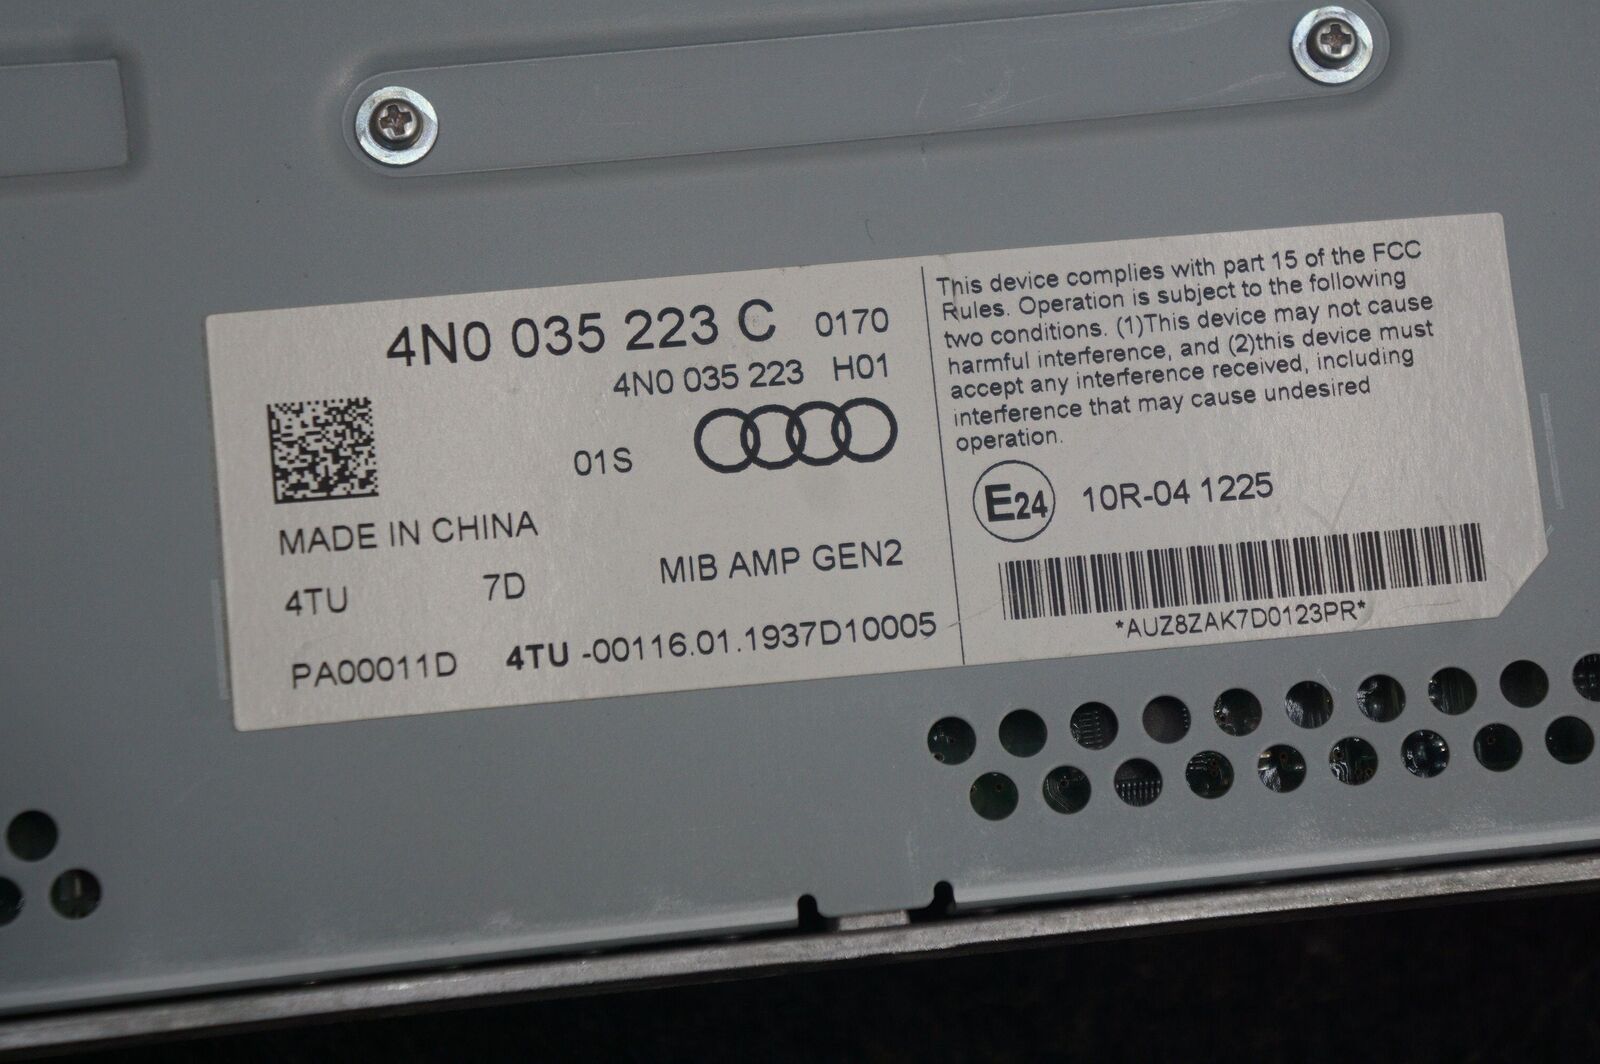 4N0 035 223 C 0170
4N0 035 223 H01
01S
MADE IN CHINA
4TU 7D MIB AMP GEN2
PA00011D 4TU -00116.01.1937D10005
This device complies with part 15 of the FCC
Rules. Operation is subject to the following
two conditions. (1)This device may not cause
harmful interference, and (2)this device must
accept any interference received, including
interference that may cause undesired
operation.
E24 10R-04 1225
*AUZ8ZAK7D0123PR*